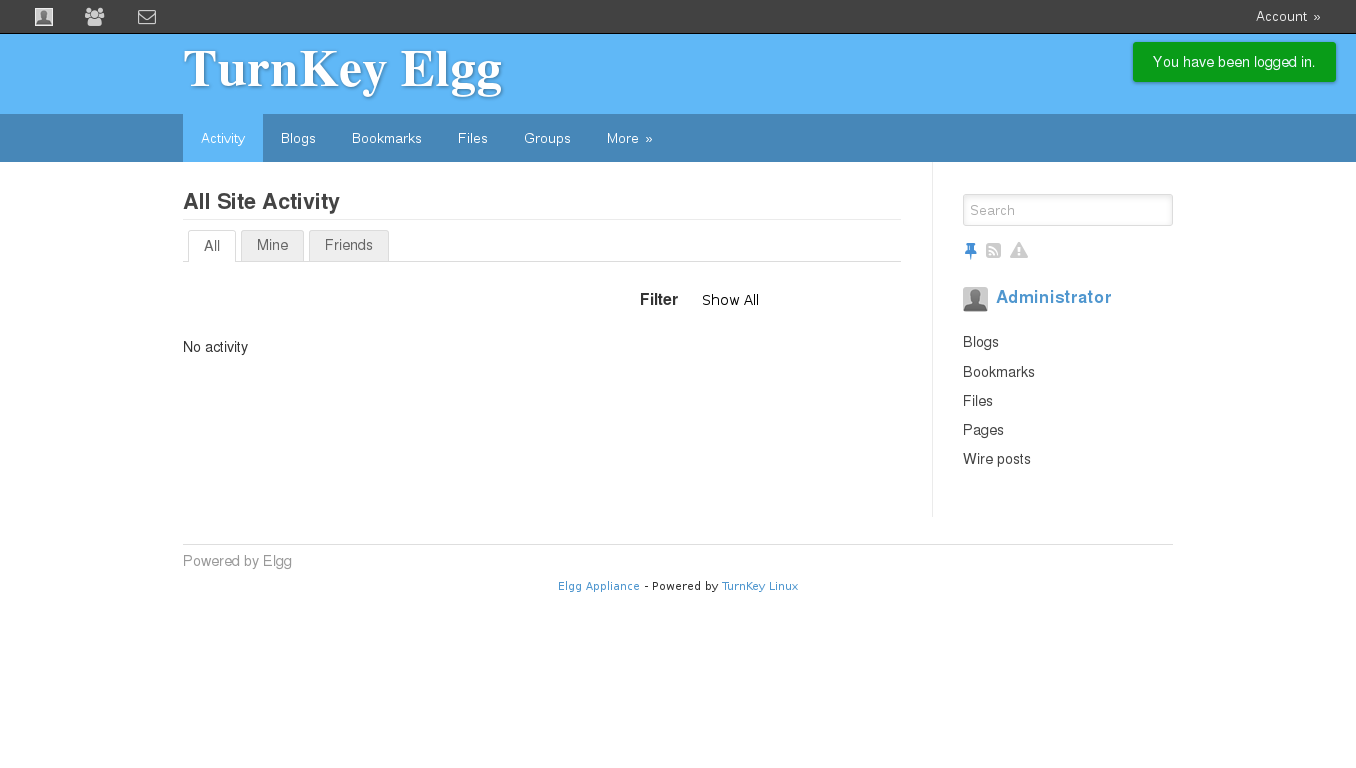 Account »
TurnKey Elgg
You have been logged in.
Activity Blogs Bookmarks Files Groups More »
All Site Activity
All Mine Friends
Filter Show All
No activity
Search
Administrator
Blogs
Bookmarks
Files
Pages
Wire posts
Powered by Elgg
Elgg Appliance - Powered by TurnKey Linux